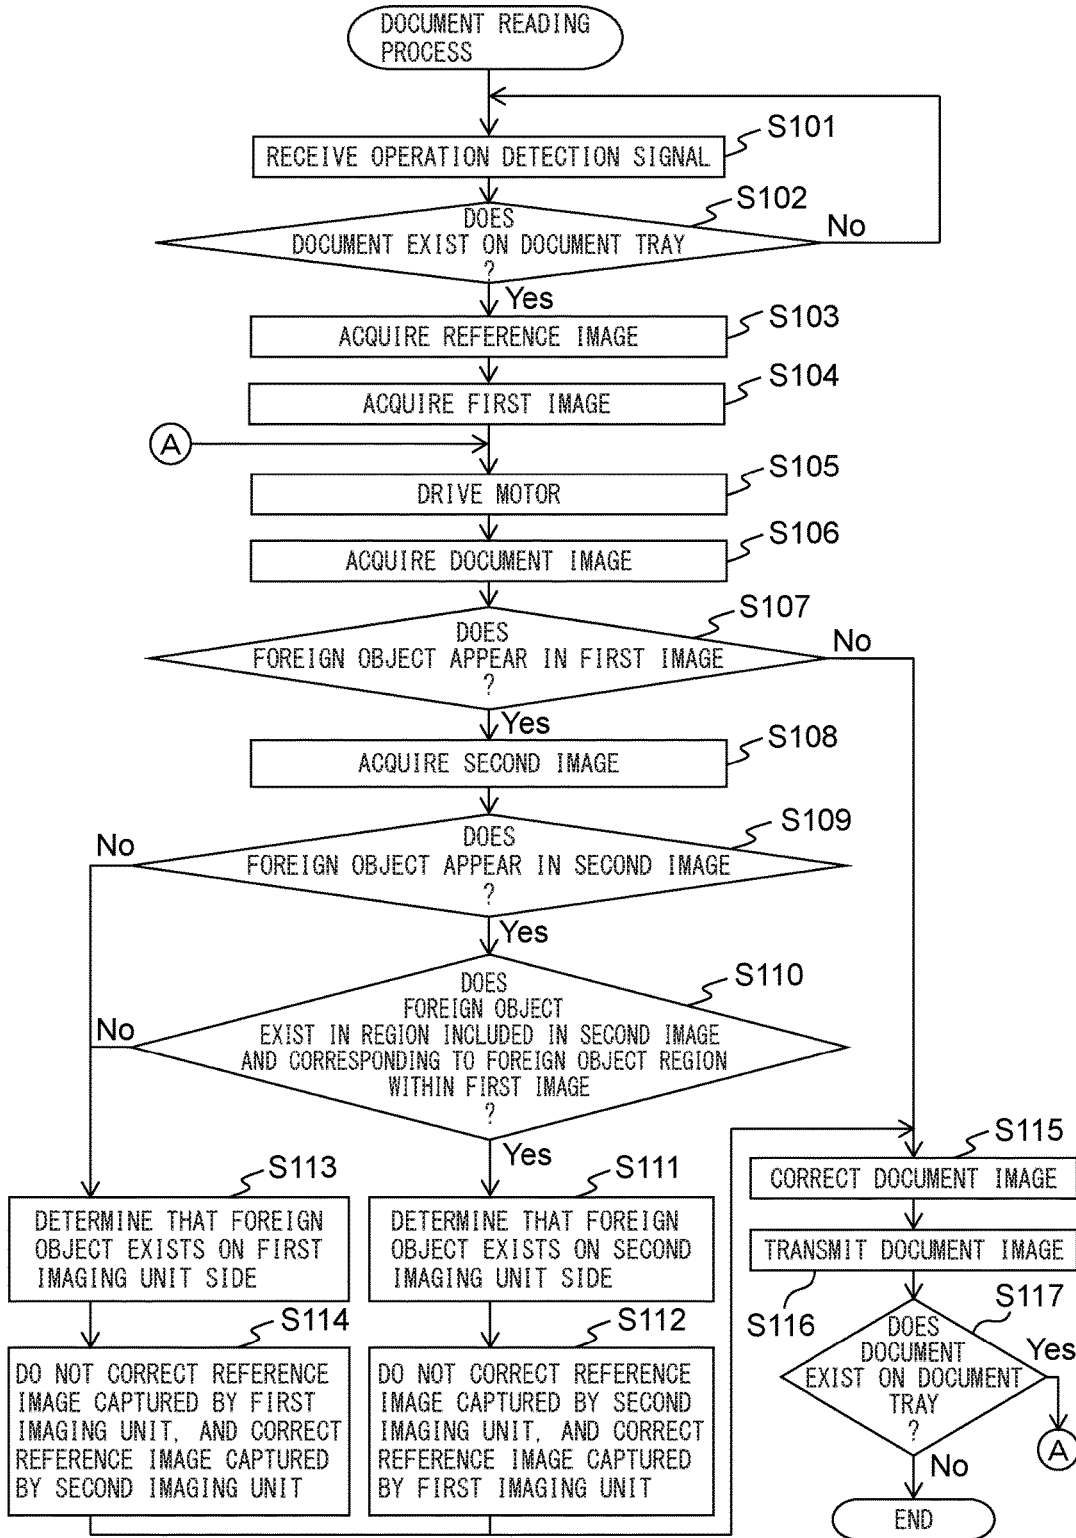 DOCUMENT READING
PROCESS
S101
RECEIVE OPERATION DETECTION SIGNAL
S102
DOES
DOCUMENT EXIST ON DOCUMENT TRAY
?
No
Yes
S103
ACQUIRE REFERENCE IMAGE
S104
ACQUIRE FIRST IMAGE
A
S105
DRIVE MOTOR
S106
ACQUIRE DOCUMENT IMAGE
S107
DOES
FOREIGN OBJECT APPEAR IN FIRST IMAGE
?
No
Yes
S108
ACQUIRE SECOND IMAGE
S109
DOES
FOREIGN OBJECT APPEAR IN SECOND IMAGE
?
No
Yes
S110
DOES
FOREIGN OBJECT
EXIST IN REGION INCLUDED IN SECOND IMAGE
AND CORRESPONDING TO FOREIGN OBJECT REGION
WITHIN FIRST IMAGE
?
No
Yes
S113
DETERMINE THAT FOREIGN
OBJECT EXISTS ON FIRST
IMAGING UNIT SIDE
S114
DO NOT CORRECT REFERENCE
IMAGE CAPTURED BY FIRST
IMAGING UNIT, AND CORRECT
REFERENCE IMAGE CAPTURED
BY SECOND IMAGING UNIT
S111
DETERMINE THAT FOREIGN
OBJECT EXISTS ON SECOND
IMAGING UNIT SIDE
S112
DO NOT CORRECT REFERENCE
IMAGE CAPTURED BY SECOND
IMAGING UNIT, AND CORRECT
REFERENCE IMAGE CAPTURED
BY FIRST IMAGING UNIT
S115
CORRECT DOCUMENT IMAGE
TRANSMIT DOCUMENT IMAGE
S116
S117
DOES
DOCUMENT
EXIST ON DOCUMENT
TRAY
?
Yes
A
No
END